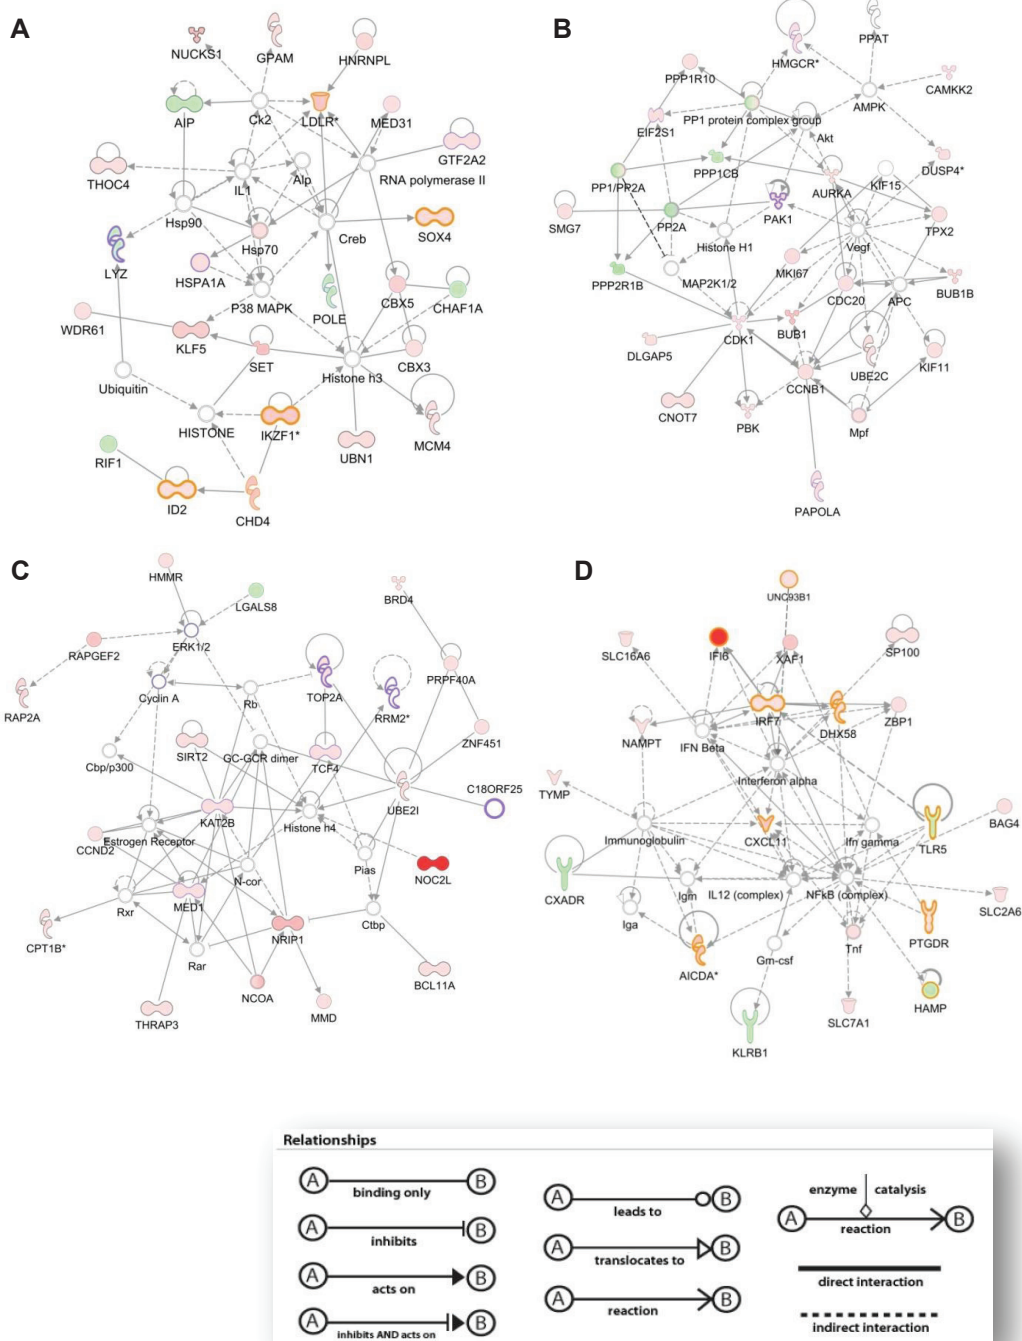 A
NUCKS1
GPAM
HNRNPL
AIP
Ck2
LDLR*
MED31
GTF2A2
THOC4
IL1
Alp
RNA polymerase II
Hsp90
Hsp70
Creb
SOX4
LYZ
HSPA1A
P38 MAPK
POLE
CBX5
CHAF1A
WDR61
KLF5
SET
Histone h3
CBX3
Ubiquitin
HISTONE
IKZF1*
UBN1
MCM4
RIF1
ID2
CHD4
B
HMGCR*
PPAT
PPP1R10
AMPK
CAMKK2
EIF2S1
PP1 protein complex group
Akt
PPP1CB
DUSP4*
PP1/PP2A
AURKA
KIF15
SMG7
PP2A
PAK1
TPX2
Histone H1
Vegf
PPP2R1B
MAP2K1/2
MKI67
CDC20
APC
BUB1B
DLGAP5
CDK1
BUB1
UBE2C
KIF11
CNOT7
PBK
CCNB1
Mpf
PAPOLA
C
HMMR
LGALS8
BRD4
RAPGEF2
ERK1/2
RAP2A
Cyclin A
Rb
TOP2A
RRM2*
PRPF40A
Cbp/p300
SIRT2
GC-GCR dimer
TCF4
ZNF451
C18ORF25
KAT2B
Histone h4
UBE2I
CCND2
Estrogen Receptor
N-cor
Pias
NOC2L
Rxr
MED1
CPT1B*
Rar
NRIP1
Ctbp
NCOA
BCL11A
THRAP3
MMD
D
UNC93B1
SLC16A6
IFI6
XAF1
SP100
NAMPT
IFN Beta
IRF7
DHX58
ZBP1
Interferon alpha
TYMP
Immunoglobulin
CXCL11
Ifn gamma
TLR5
BAG4
CXADR
Igm
IL12 (complex)
NFkB (complex)
SLC2A6
Iga
AICDA*
Gm-csf
Tnf
PTGDR
HAMP
KLRB1
SLC7A1
Relationships
A binding only B
A inhibits B
A acts on B
A inhibits AND acts on B
A leads to B
A translocates to B
A reaction B
enzyme catalysis
A reaction B
direct interaction
indirect interaction